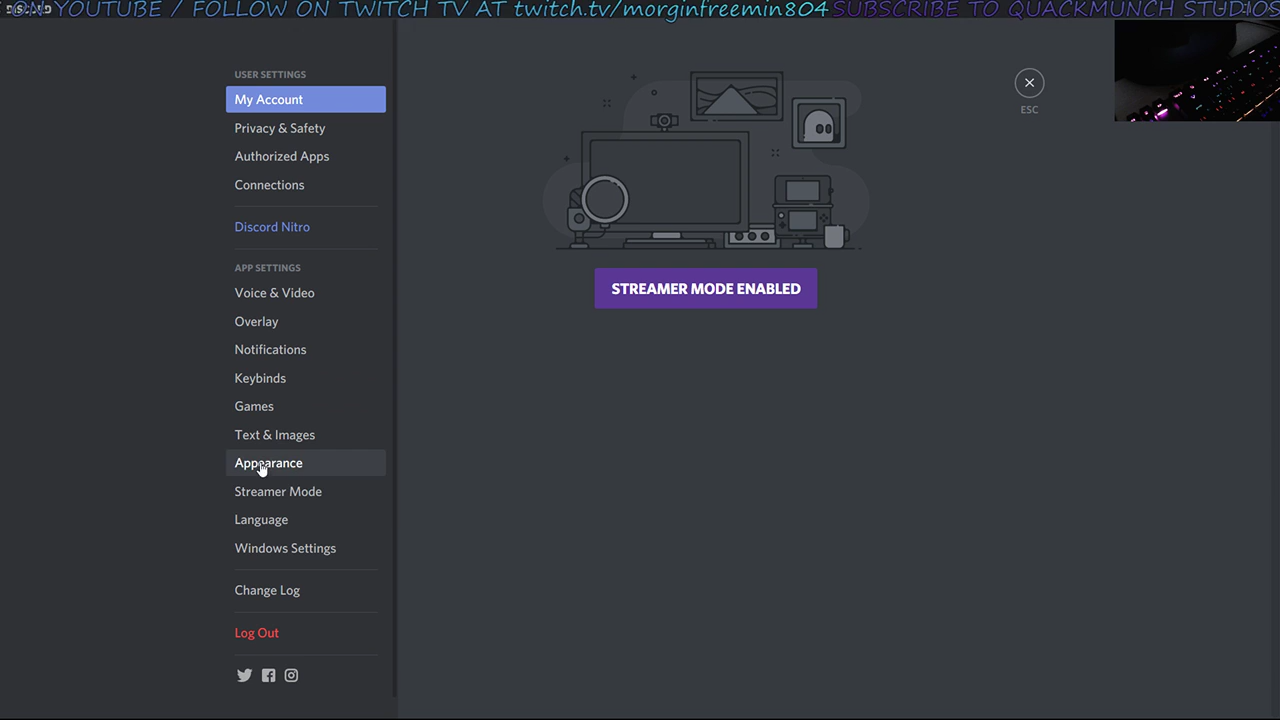 YOUTUBE / FOLLOW ON TWITCH TV AT twitch.tv/morginfreemin804 SUBSCRIBE TO QUACKMUNCH STUDIOS
USER SETTINGS
My Account
Privacy & Safety
Authorized Apps
Connections
Discord Nitro
APP SETTINGS
Voice & Video
Overlay
Notifications
Keybinds
Games
Text & Images
Appearance
Streamer Mode
Language
Windows Settings
Change Log
Log Out
STREAMER MODE ENABLED
ESC